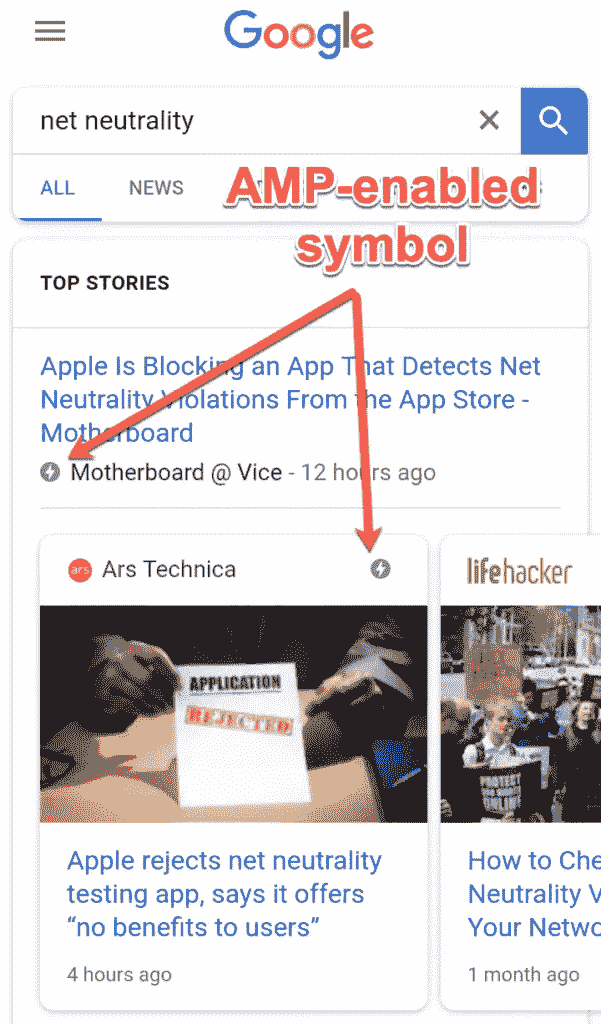 Google
net neutrality
ALL NEWS
AMP-enabled
symbol
TOP STORIES
Apple Is Blocking an App That Detects Net
Neutrality Violations From the App Store -
Motherboard
Motherboard @ Vice - 12 hours ago
ars Ars Technica
lifehacker
APPLICATION
REJECTED
PROTECT
ONLINE
Apple rejects net neutrality
testing app, says it offers
“no benefits to users”
4 hours ago
How to Che
Neutrality V
Your Netwo
1 month ago